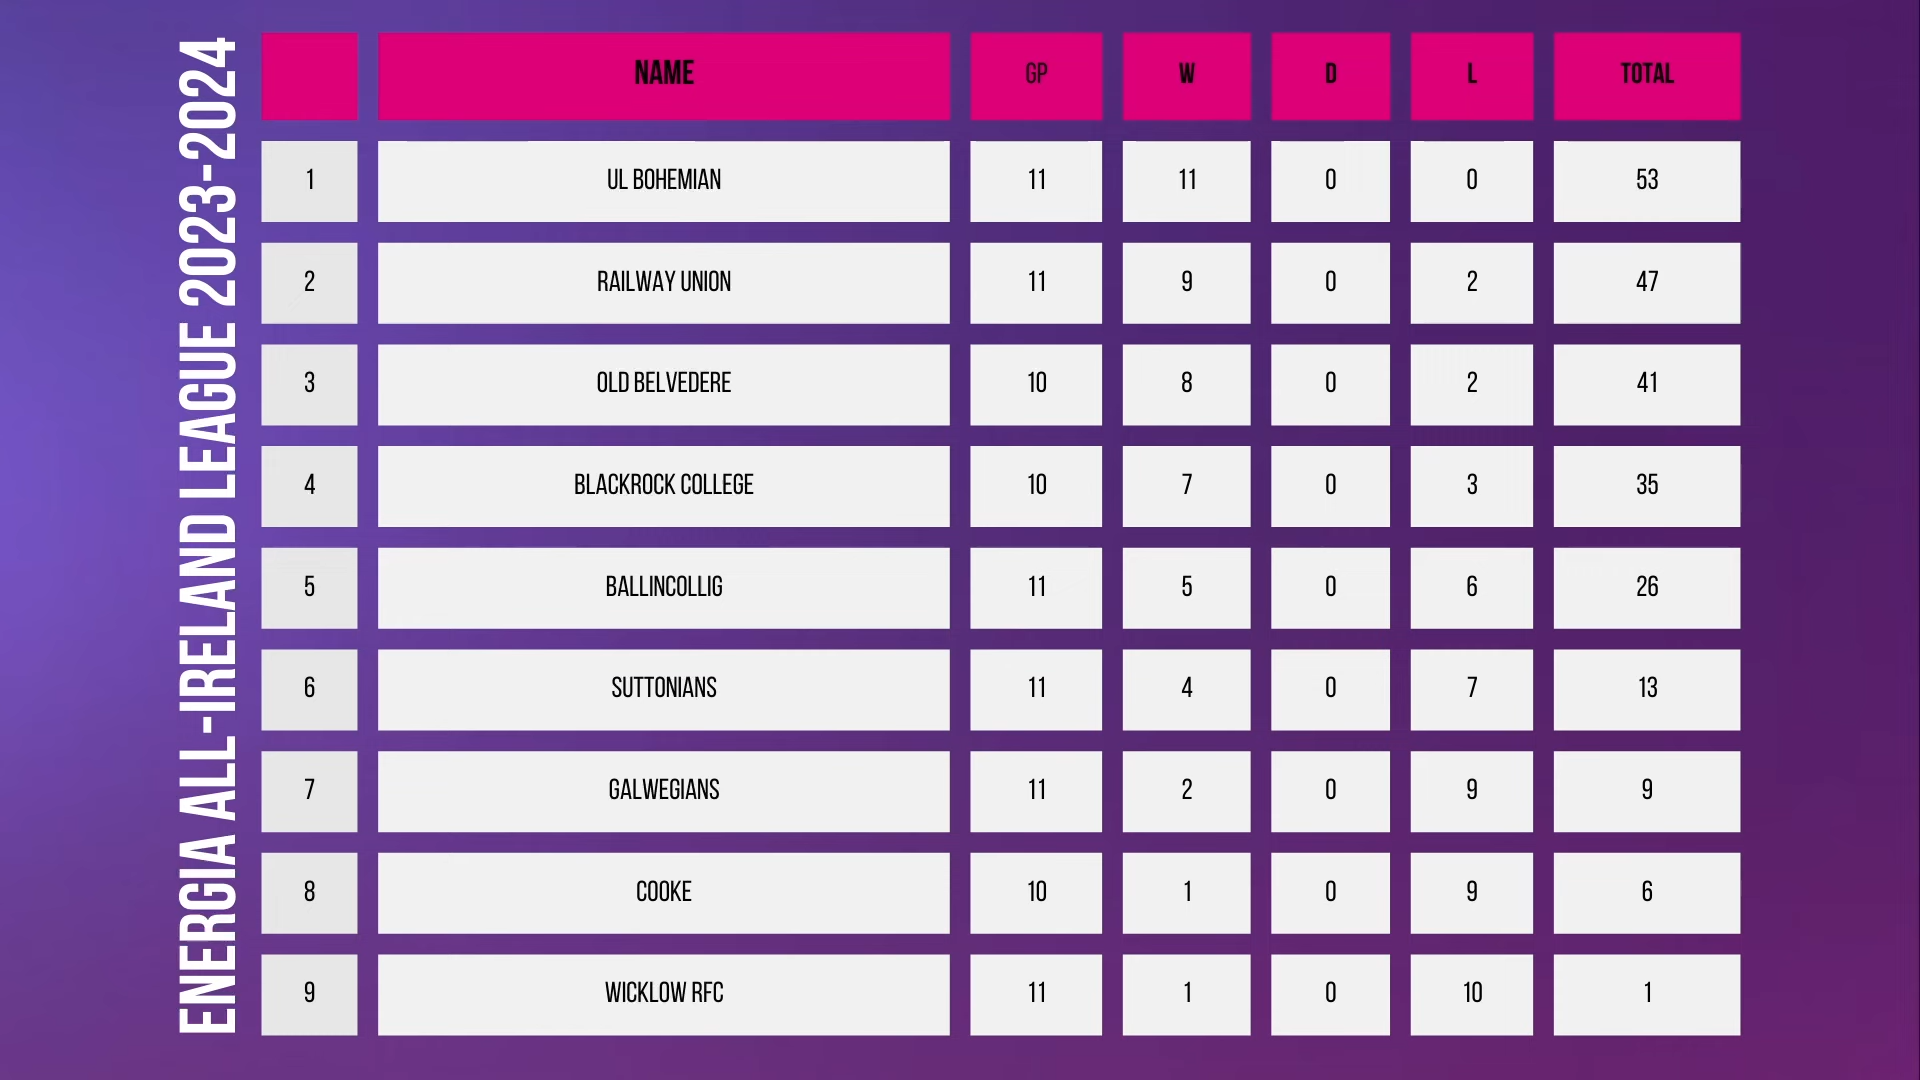 ENERGIA ALL-IRELAND LEAGUE 2023-2024
NAME GP W D L TOTAL
1 UL BOHEMIAN 11 11 0 0 53
2 RAILWAY UNION 11 9 0 2 47
3 OLD BELVEDERE 10 8 0 2 41
4 BLACKROCK COLLEGE 10 7 0 3 35
5 BALLINCOLLIG 11 5 0 6 26
6 SUTTONIANS 11 4 0 7 13
7 GALWEGIANS 11 2 0 9 9
8 COOKE 10 1 0 9 6
9 WICKLOW RFC 11 1 0 10 1